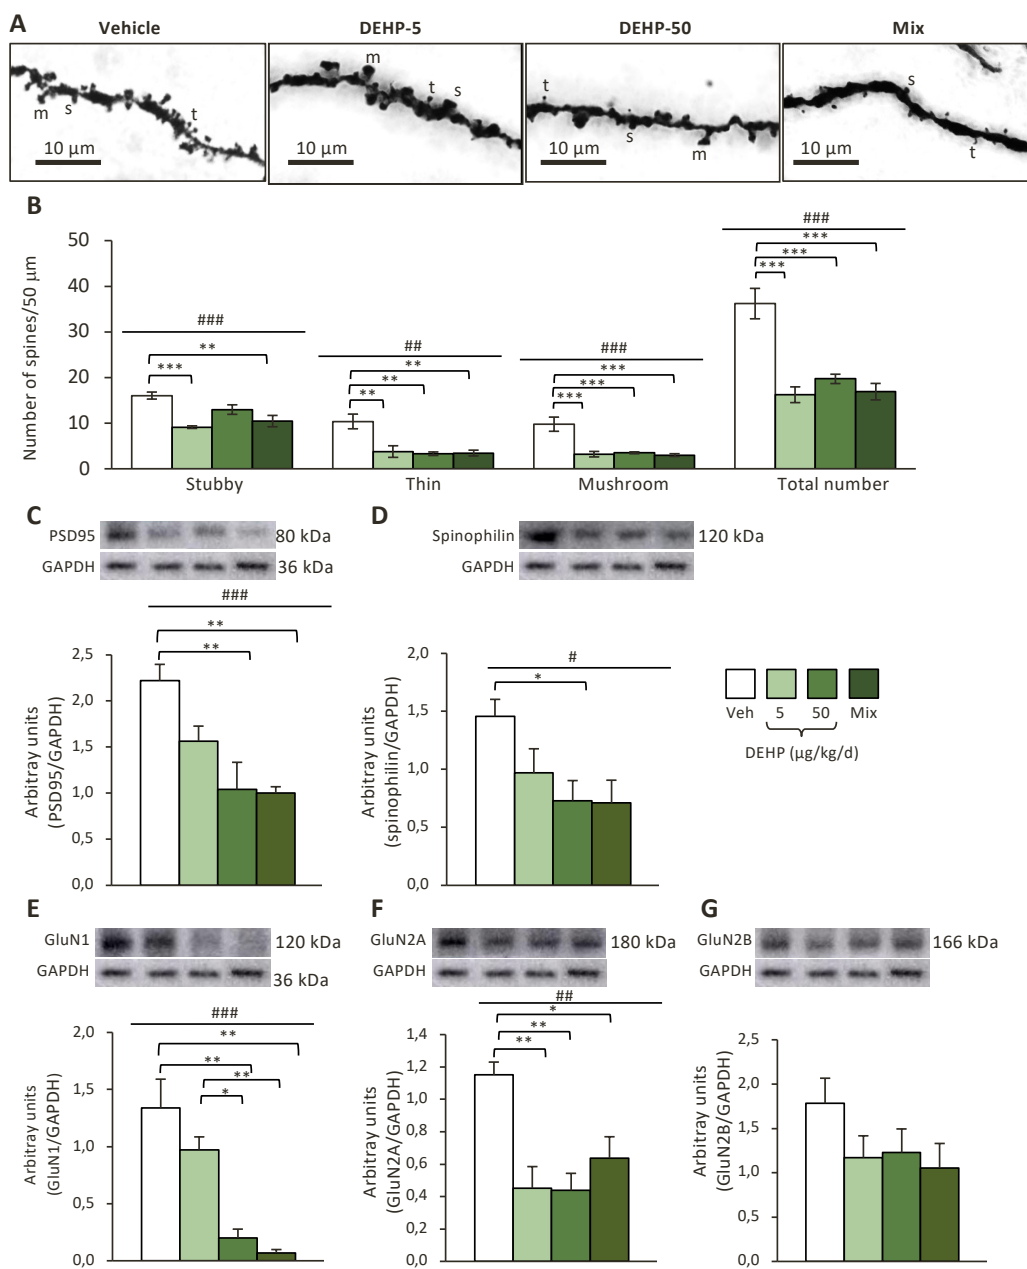 A
Vehicle
DEHP-5
DEHP-50
Mix
m
s
t
10 µm
m
t
s
10 µm
t
s
m
10 µm
s
t
10 µm
B
Number of spines/50 µm
50
40
30
20
10
0
###
**
***
##
**
**
**
###
***
***
***
###
***
***
***
Stubby
Thin
Mushroom
Total number
C
PSD95
80 kDa
GAPDH
36 kDa
###
**
**
Arbitray units
(PSD95/GAPDH)
2,5
2,0
1,5
1,0
0,5
0,0
D
Spinophilin
120 kDa
GAPDH
#
*
Arbitray units
(spinophilin/GAPDH)
2,0
1,5
1,0
0,5
0,0
Veh
5
50
Mix
DEHP (µg/kg/d)
E
GluN1
120 kDa
GAPDH
36 kDa
###
**
**
**
*
Arbitray units
(GluN1/GAPDH)
2,0
1,5
1,0
0,5
0,0
F
GluN2A
180 kDa
GAPDH
##
*
**
**
Arbitray units
(GluN2A/GAPDH)
1,4
1,2
1,0
0,8
0,6
0,4
0,2
0,0
G
GluN2B
166 kDa
GAPDH
Arbitray units
(GluN2B/GAPDH)
2,5
2,0
1,5
1,0
0,5
0,0